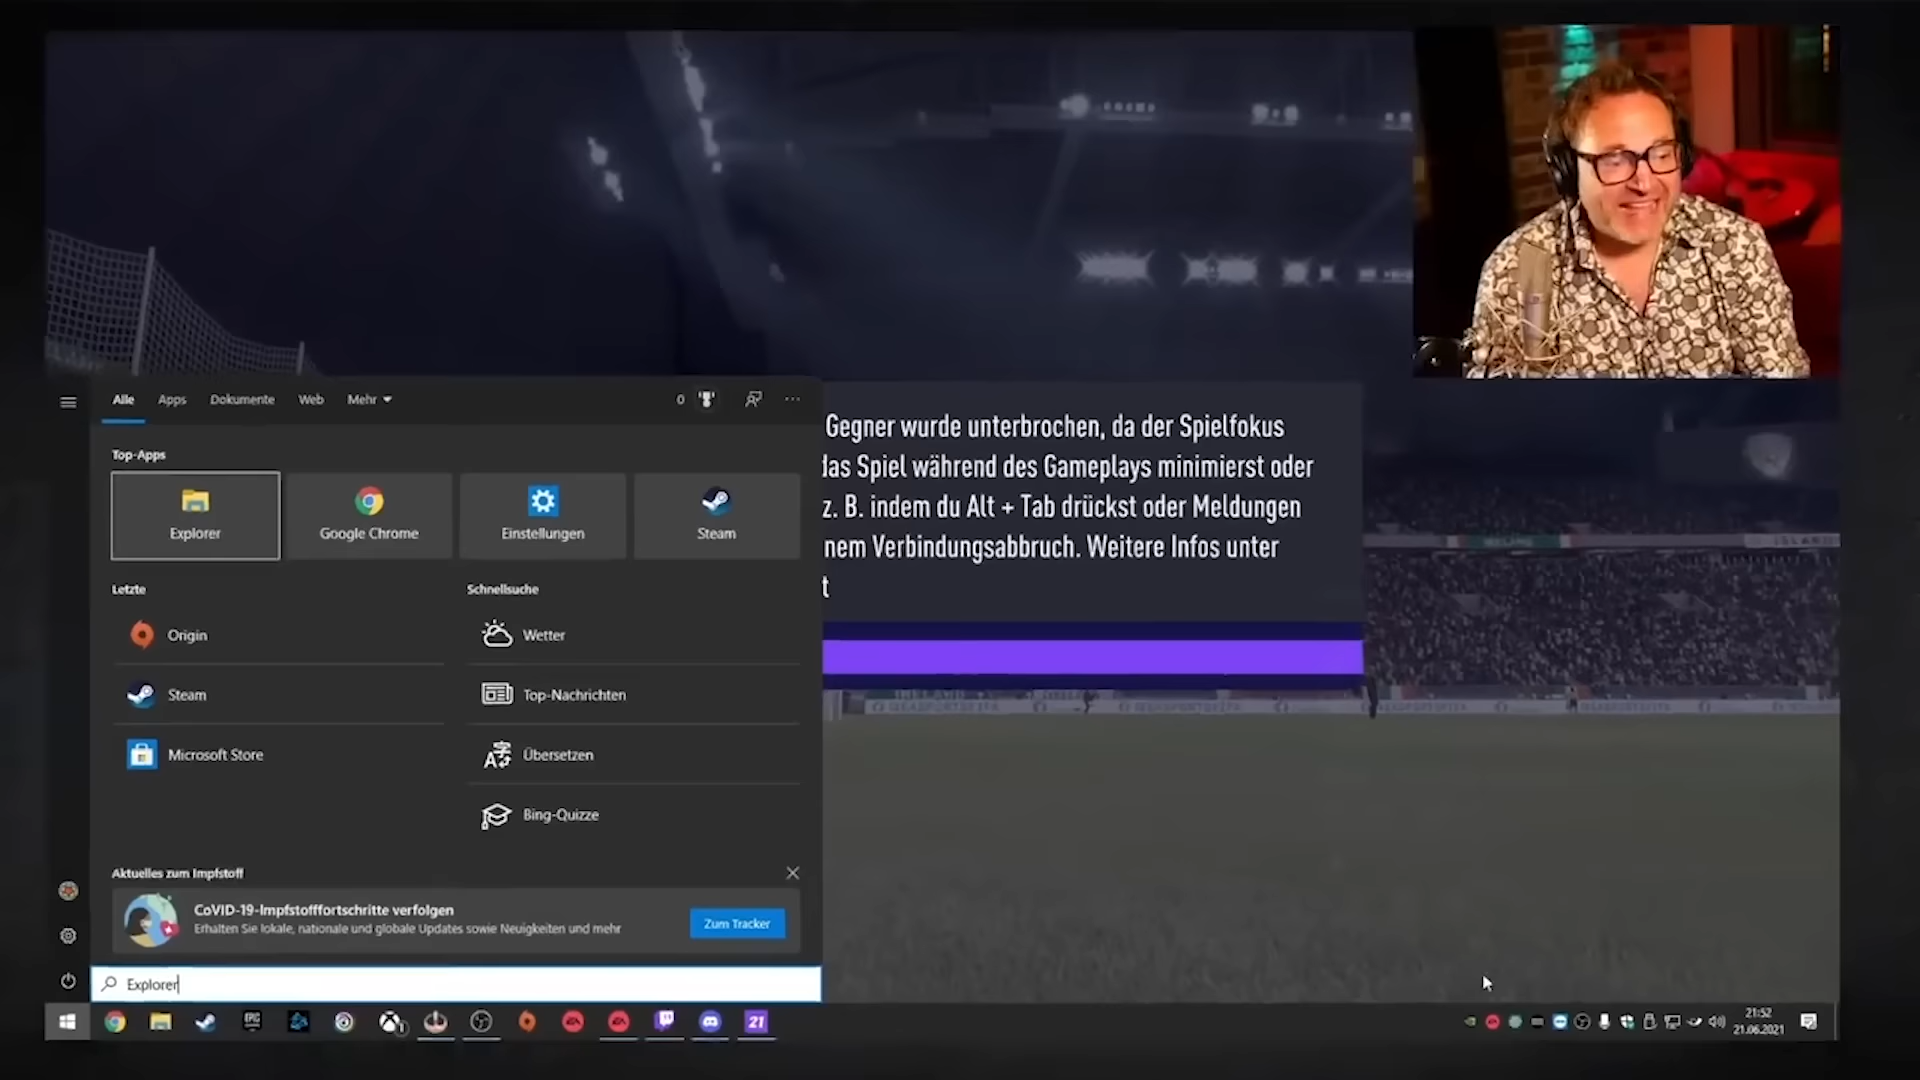 Alle Apps Dokumente Web Mehr 0 ...
Top-Apps
Explorer Google Chrome Einstellungen Steam
Letzte
Origin
Steam
Microsoft Store
Schnellsuche
Wetter
Top-Nachrichten
Übersetzen
Bing-Quizze
Aktuelles zum Impfstoff
CoVID-19-Impfstofffortschritte verfolgen
Erhalten Sie lokale, nationale und globale Updates sowie Neuigkeiten und mehr
Zum Tracker
Explorer
Gegner wurde unterbrochen, da der Spielfokus
das Spiel während des Gameplays minimierst oder
z. B. indem du Alt + Tab drückst oder Meldungen
nem Verbindungsabbruch. Weitere Infos unter
t
EPIC
21
21:52
21.06.2021